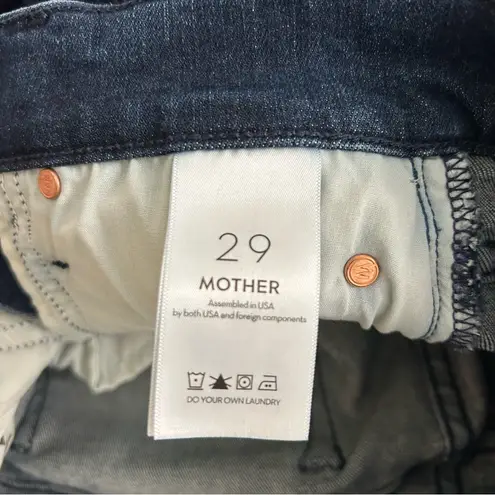 29
MOTHER
Assembled in USA
by both USA and foreign components
DO YOUR OWN LAUNDRY